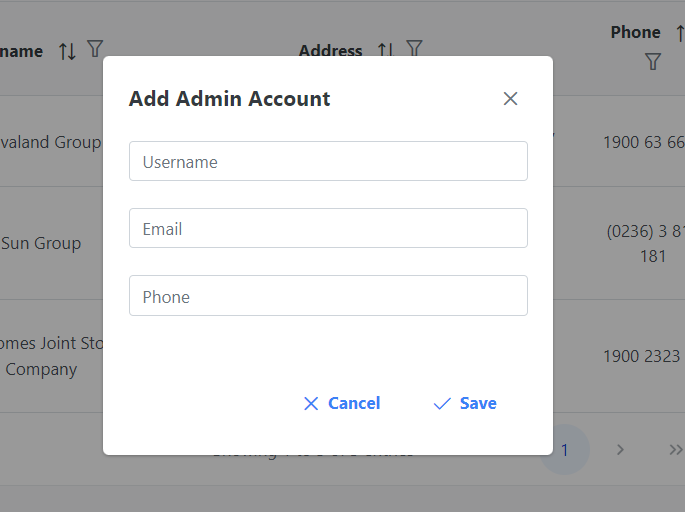 name
Address
Phone
Add Admin Account
valand Group
1900 63 66
Username
Email
Sun Group
(0236) 3 81
181
Phone
omes Joint Sto
Company
1900 2323
Cancel
Save
1